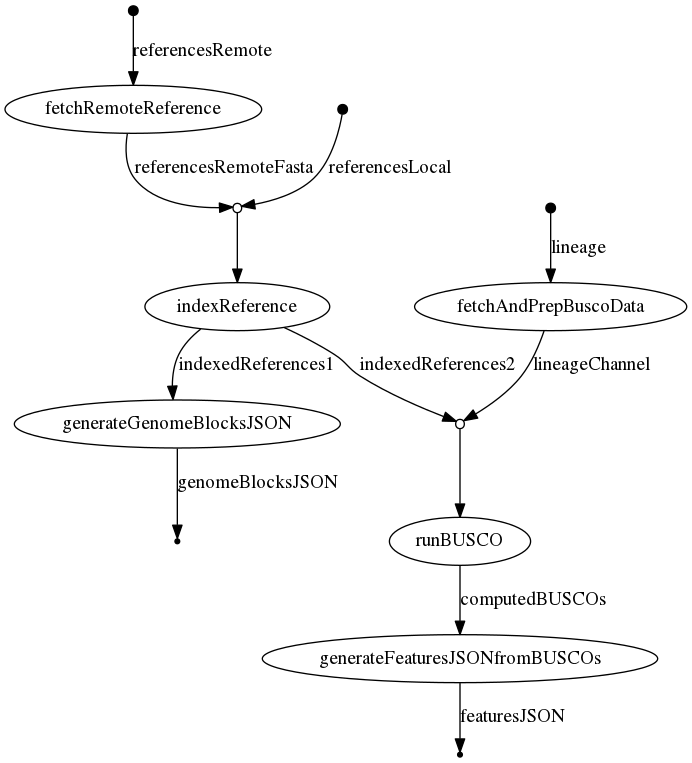 referencesRemote
fetchRemoteReference
referencesRemoteFasta
referencesLocal
lineage
indexReference
fetchAndPrepBuscoData
indexedReferences1
indexedReferences2
lineageChannel
generateGenomeBlocksJSON
genomeBlocksJSON
runBUSCO
computedBUSCOs
generateFeaturesJSONfromBUSCOs
featuresJSON